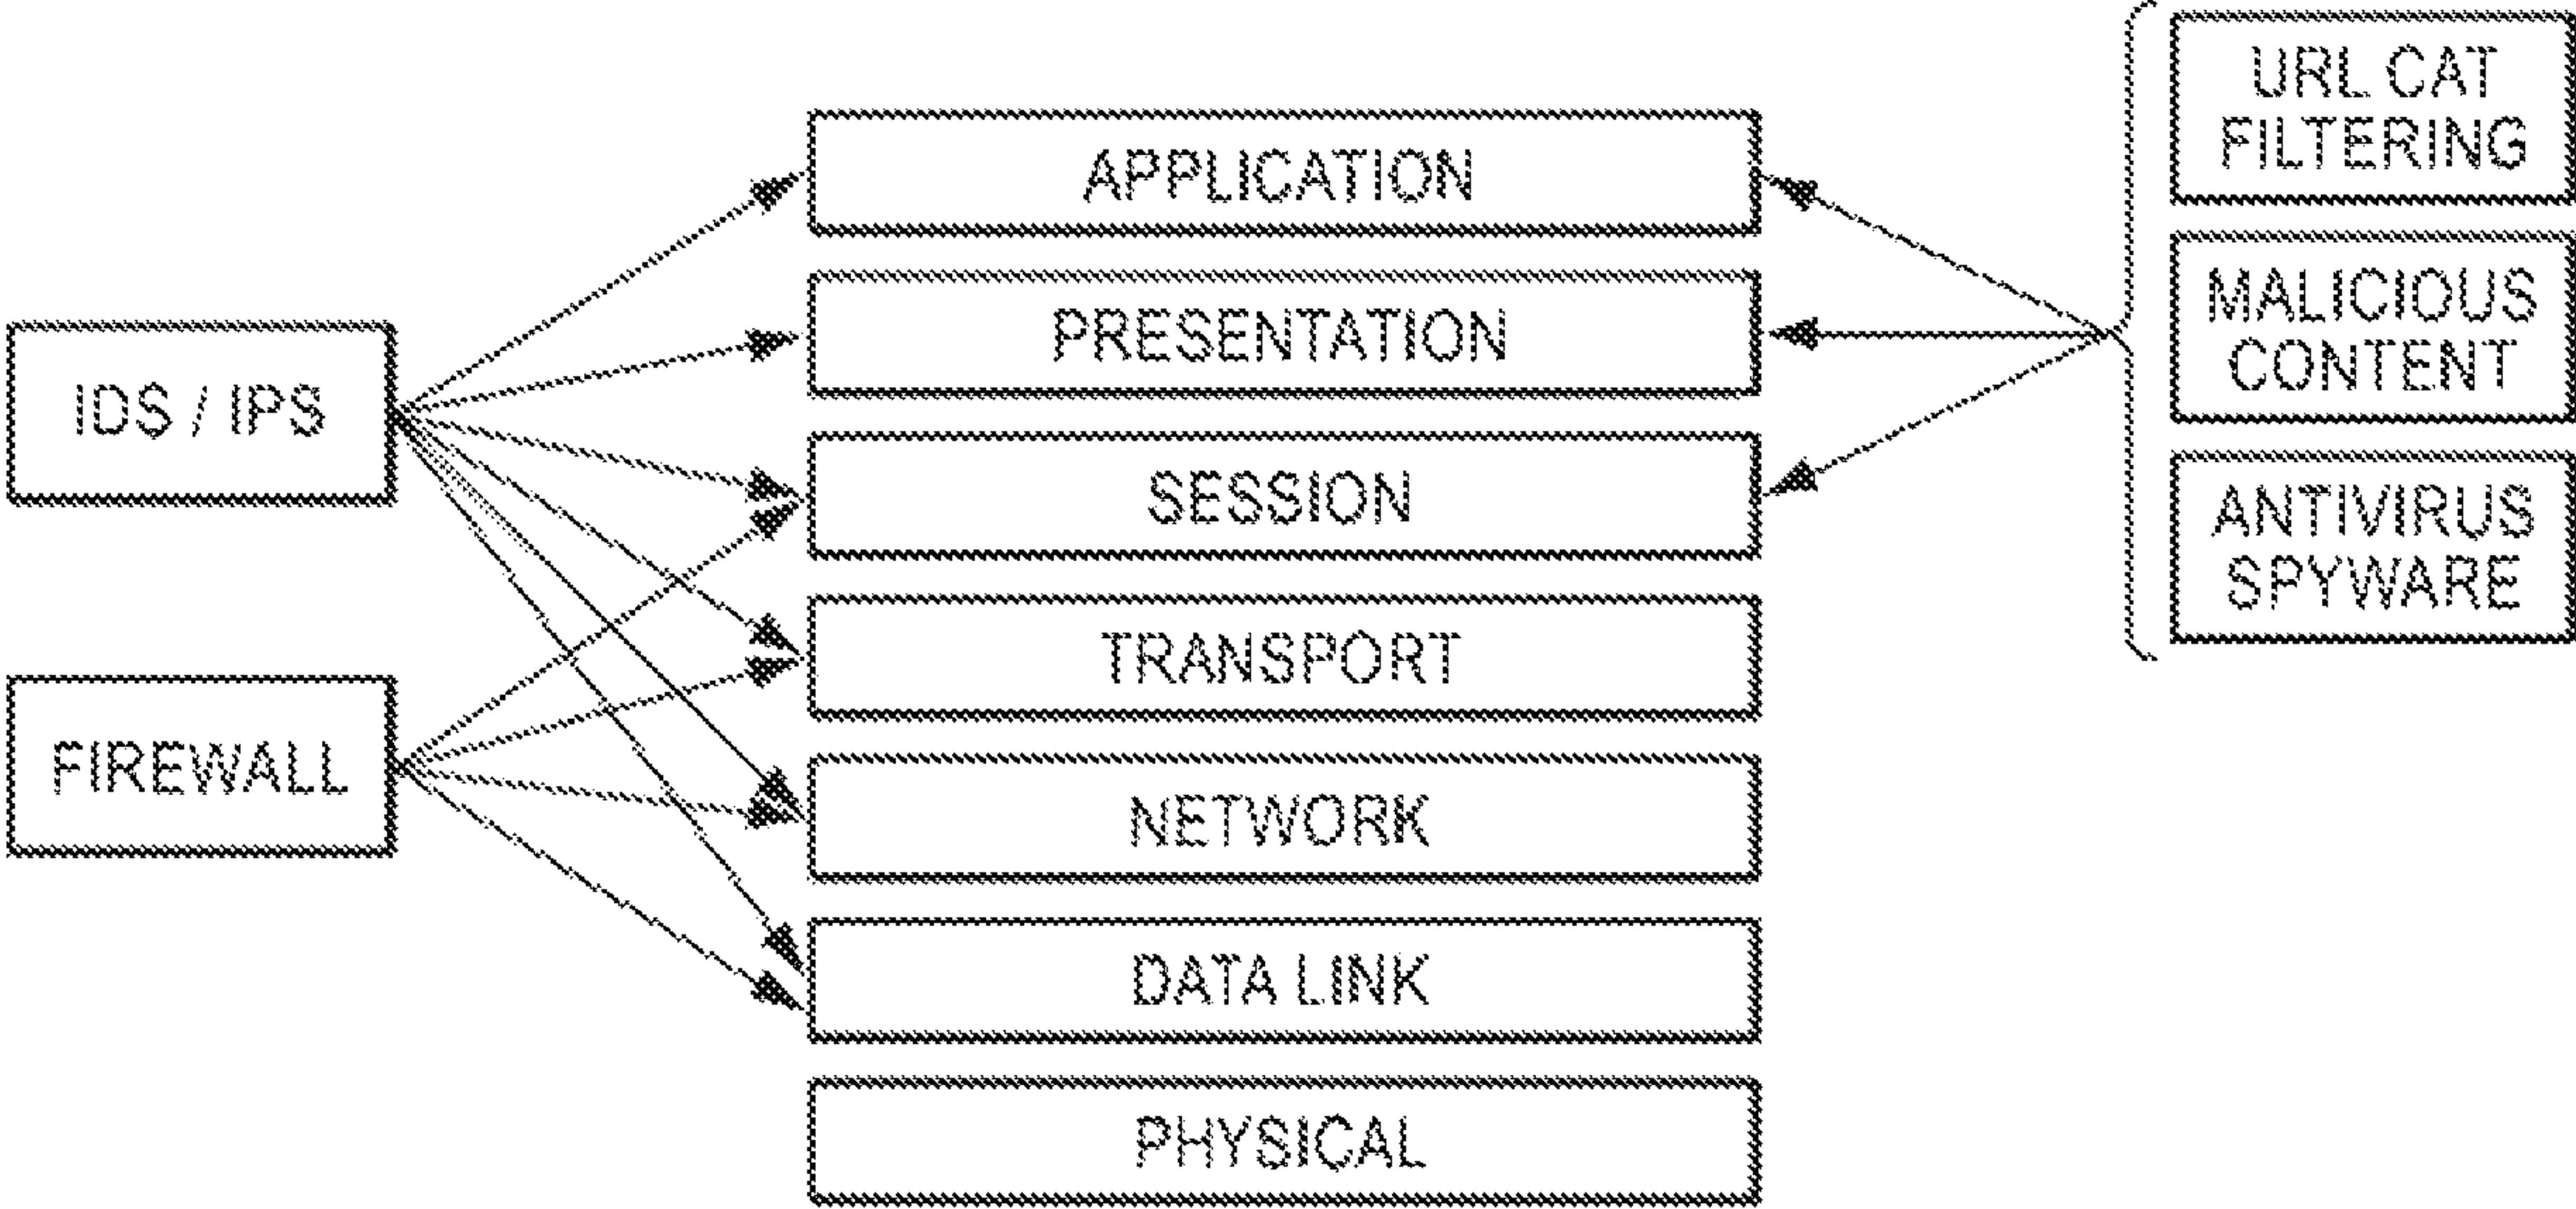 IDS / IPS
FIREWALL
APPLICATION
PRESENTATION
SESSION
TRANSPORT
NETWORK
DATA LINK
PHYSICAL
URL CAT
FILTERING
MALICIOUS
CONTENT
ANTIVIRUS
SPYWARE